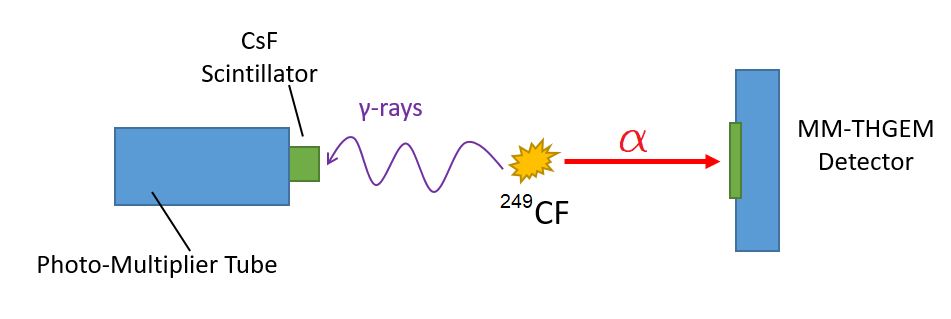 CsF
Scintillator
γ-rays
α
MM-THGEM
Detector
²⁴⁹CF
Photo-Multiplier Tube